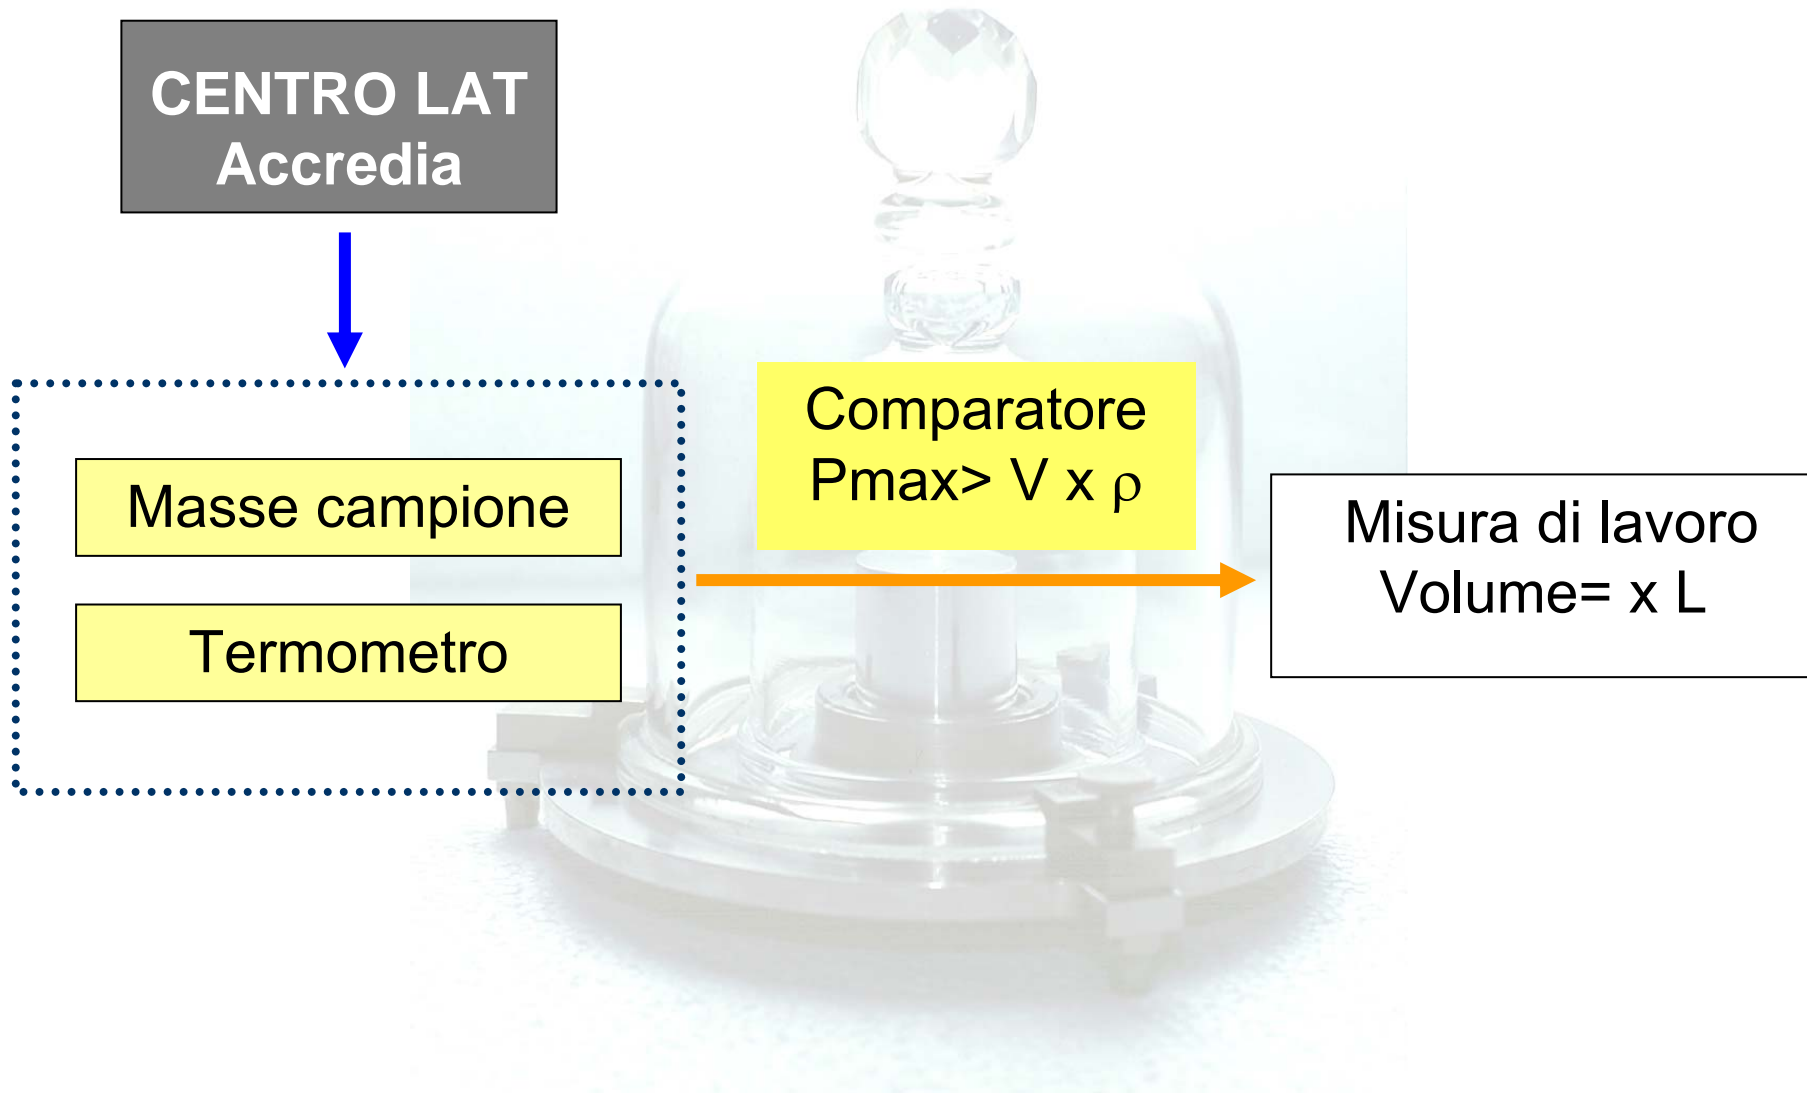 CENTRO LAT
Accredia
Comparatore
Pmax> V x ρ
Masse campione
Termometro
Misura di lavoro
Volume= x L